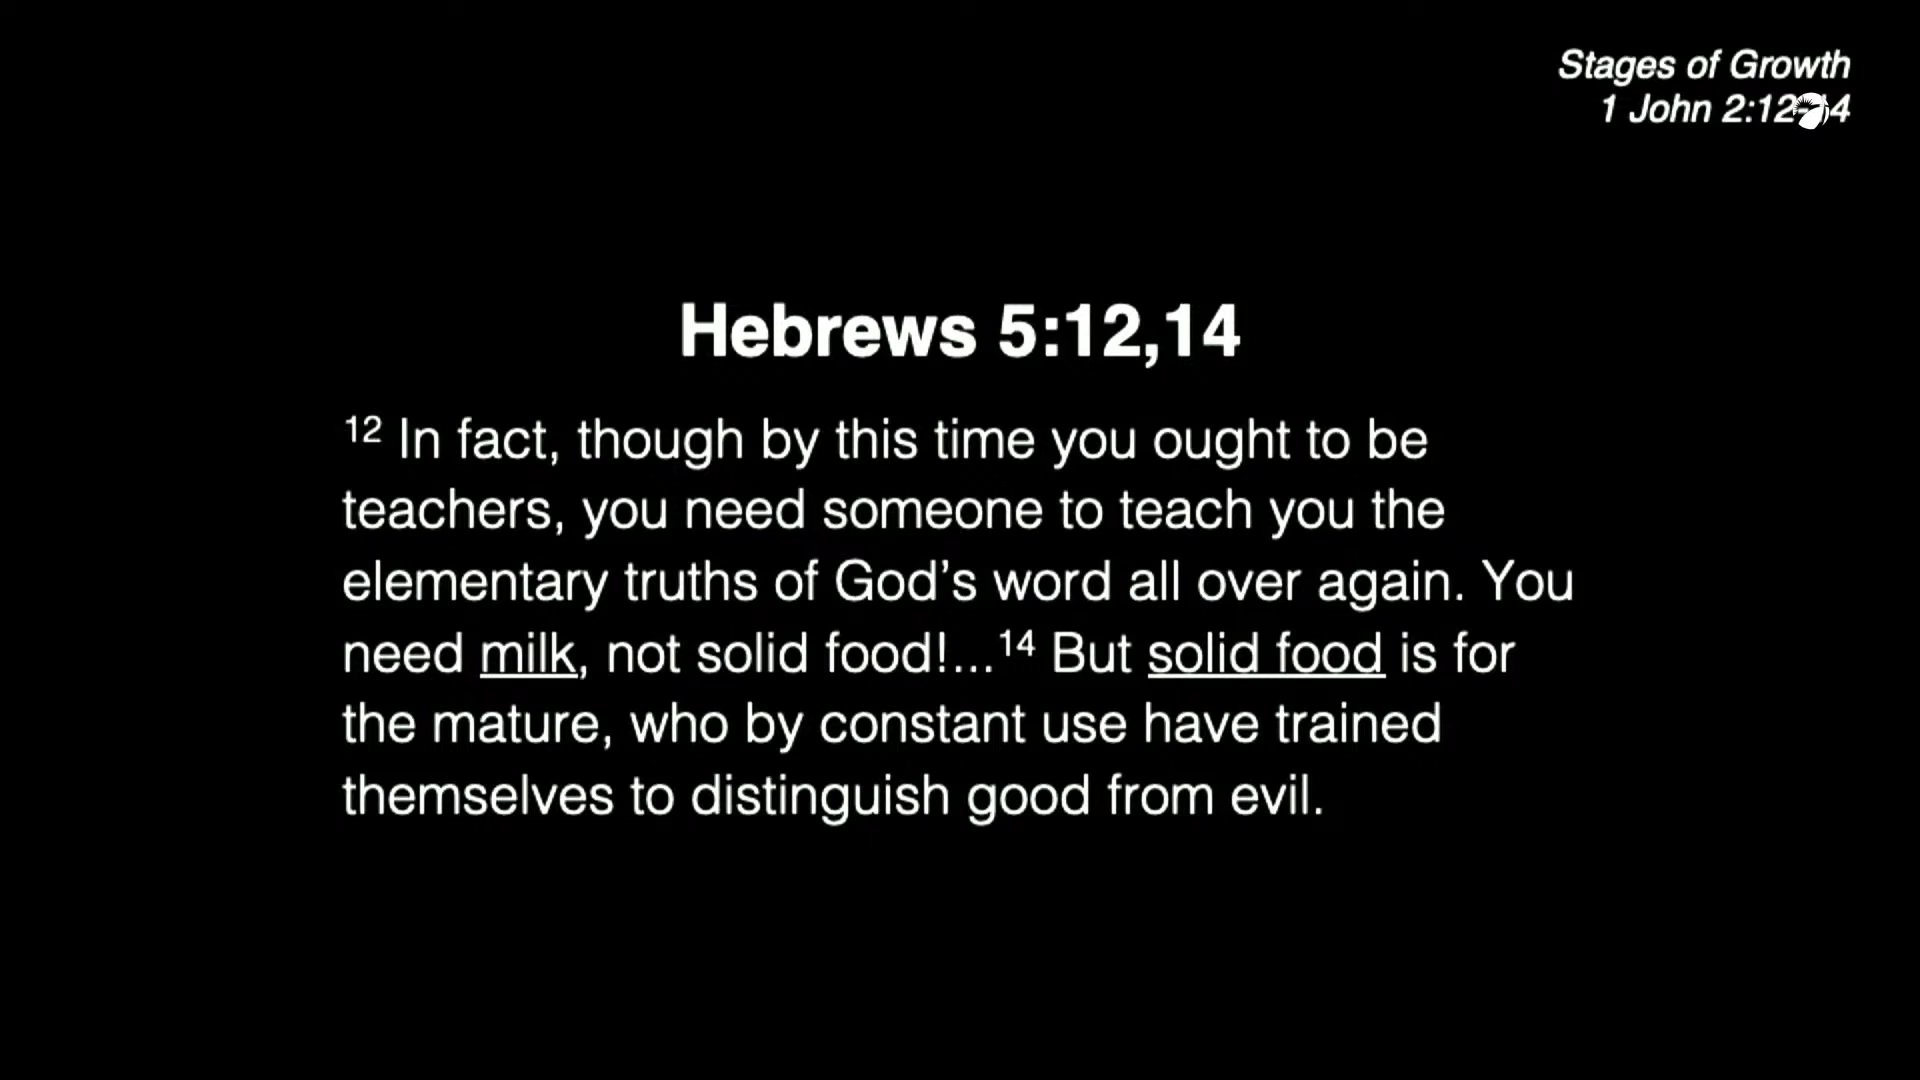 Stages of Growth
1 John 2:12-14
Hebrews 5:12,14
12 In fact, though by this time you ought to be
teachers, you need someone to teach you the
elementary truths of God’s word all over again. You
need milk, not solid food!...14 But solid food is for
the mature, who by constant use have trained
themselves to distinguish good from evil.